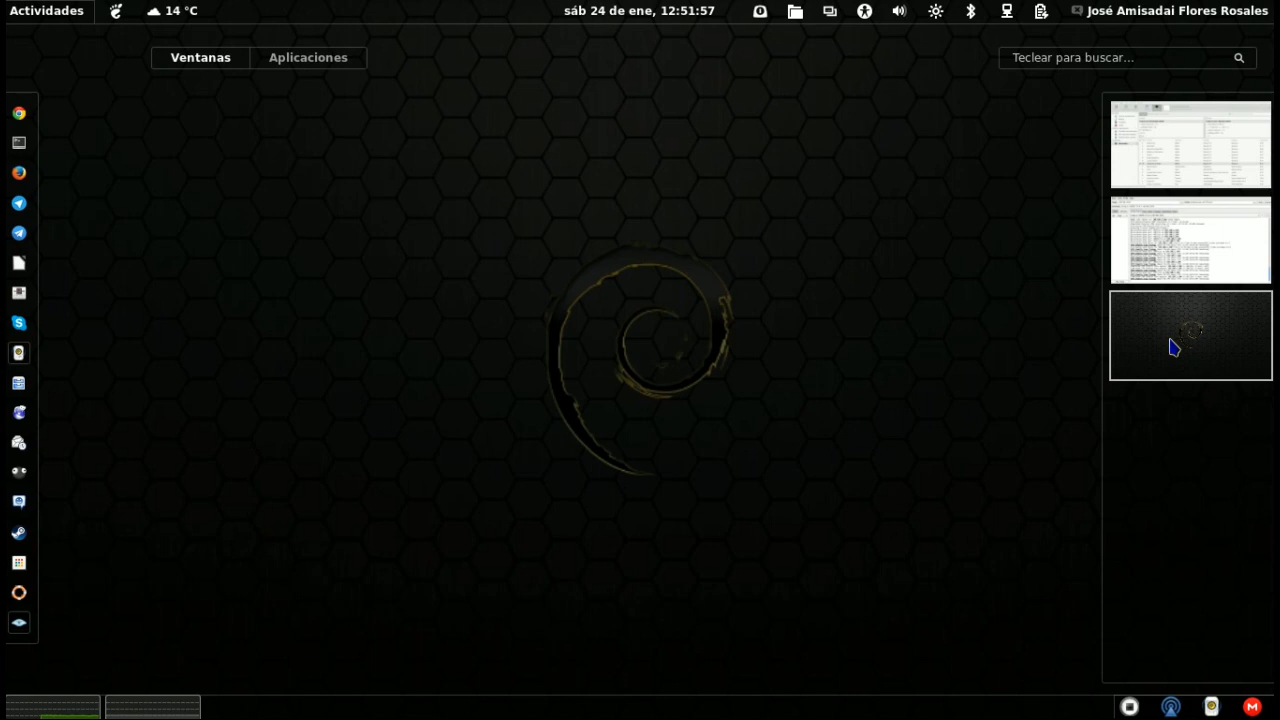 Actividades 14 °C sáb 24 de ene, 12:51:57 José Amisadai Flores Rosales
Ventanas Aplicaciones Teclear para buscar...